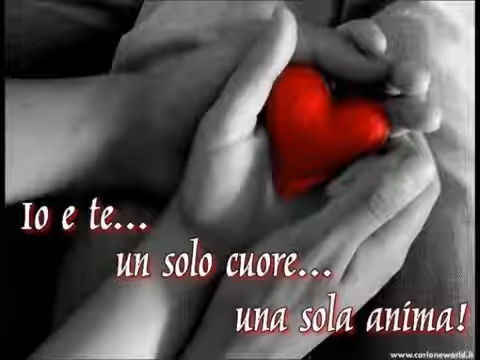 Io e te...
un solo cuore...
una sola anima!
www.cartoneworld.it